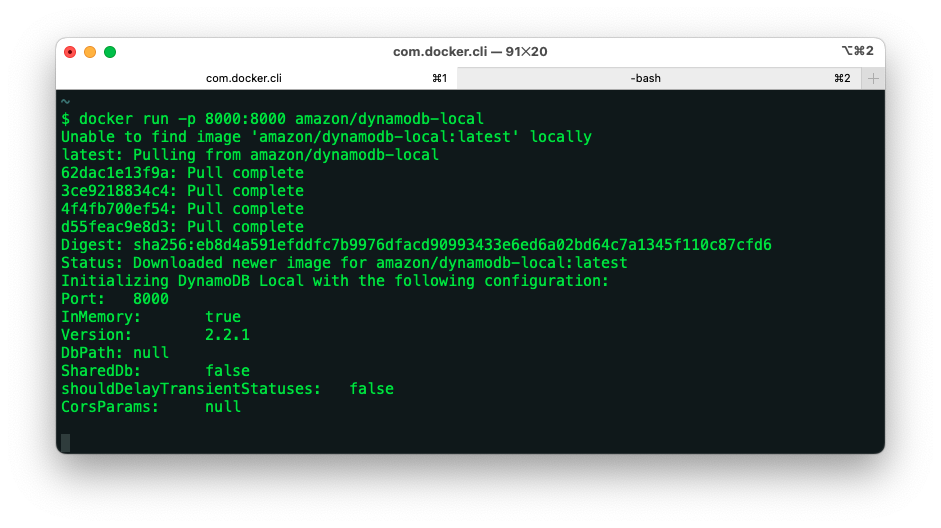 com.docker.cli — 91✕20
⌥⌘2
com.docker.cli ⌘1 -bash ⌘2 +
~
$ docker run -p 8000:8000 amazon/dynamodb-local
Unable to find image 'amazon/dynamodb-local:latest' locally
latest: Pulling from amazon/dynamodb-local
62dac1e13f9a: Pull complete
3ce9218834c4: Pull complete
4f4fb700ef54: Pull complete
d55feac9e8d3: Pull complete
Digest: sha256:eb8d4a591efddfc7b9976dfacd90993433e6ed6a02bd64c7a1345f110c87cfd6
Status: Downloaded newer image for amazon/dynamodb-local:latest
Initializing DynamoDB Local with the following configuration:
Port:	8000
InMemory:	true
Version:	2.2.1
DbPath:	null
SharedDb:	false
shouldDelayTransientStatuses:	false
CorsParams:	null